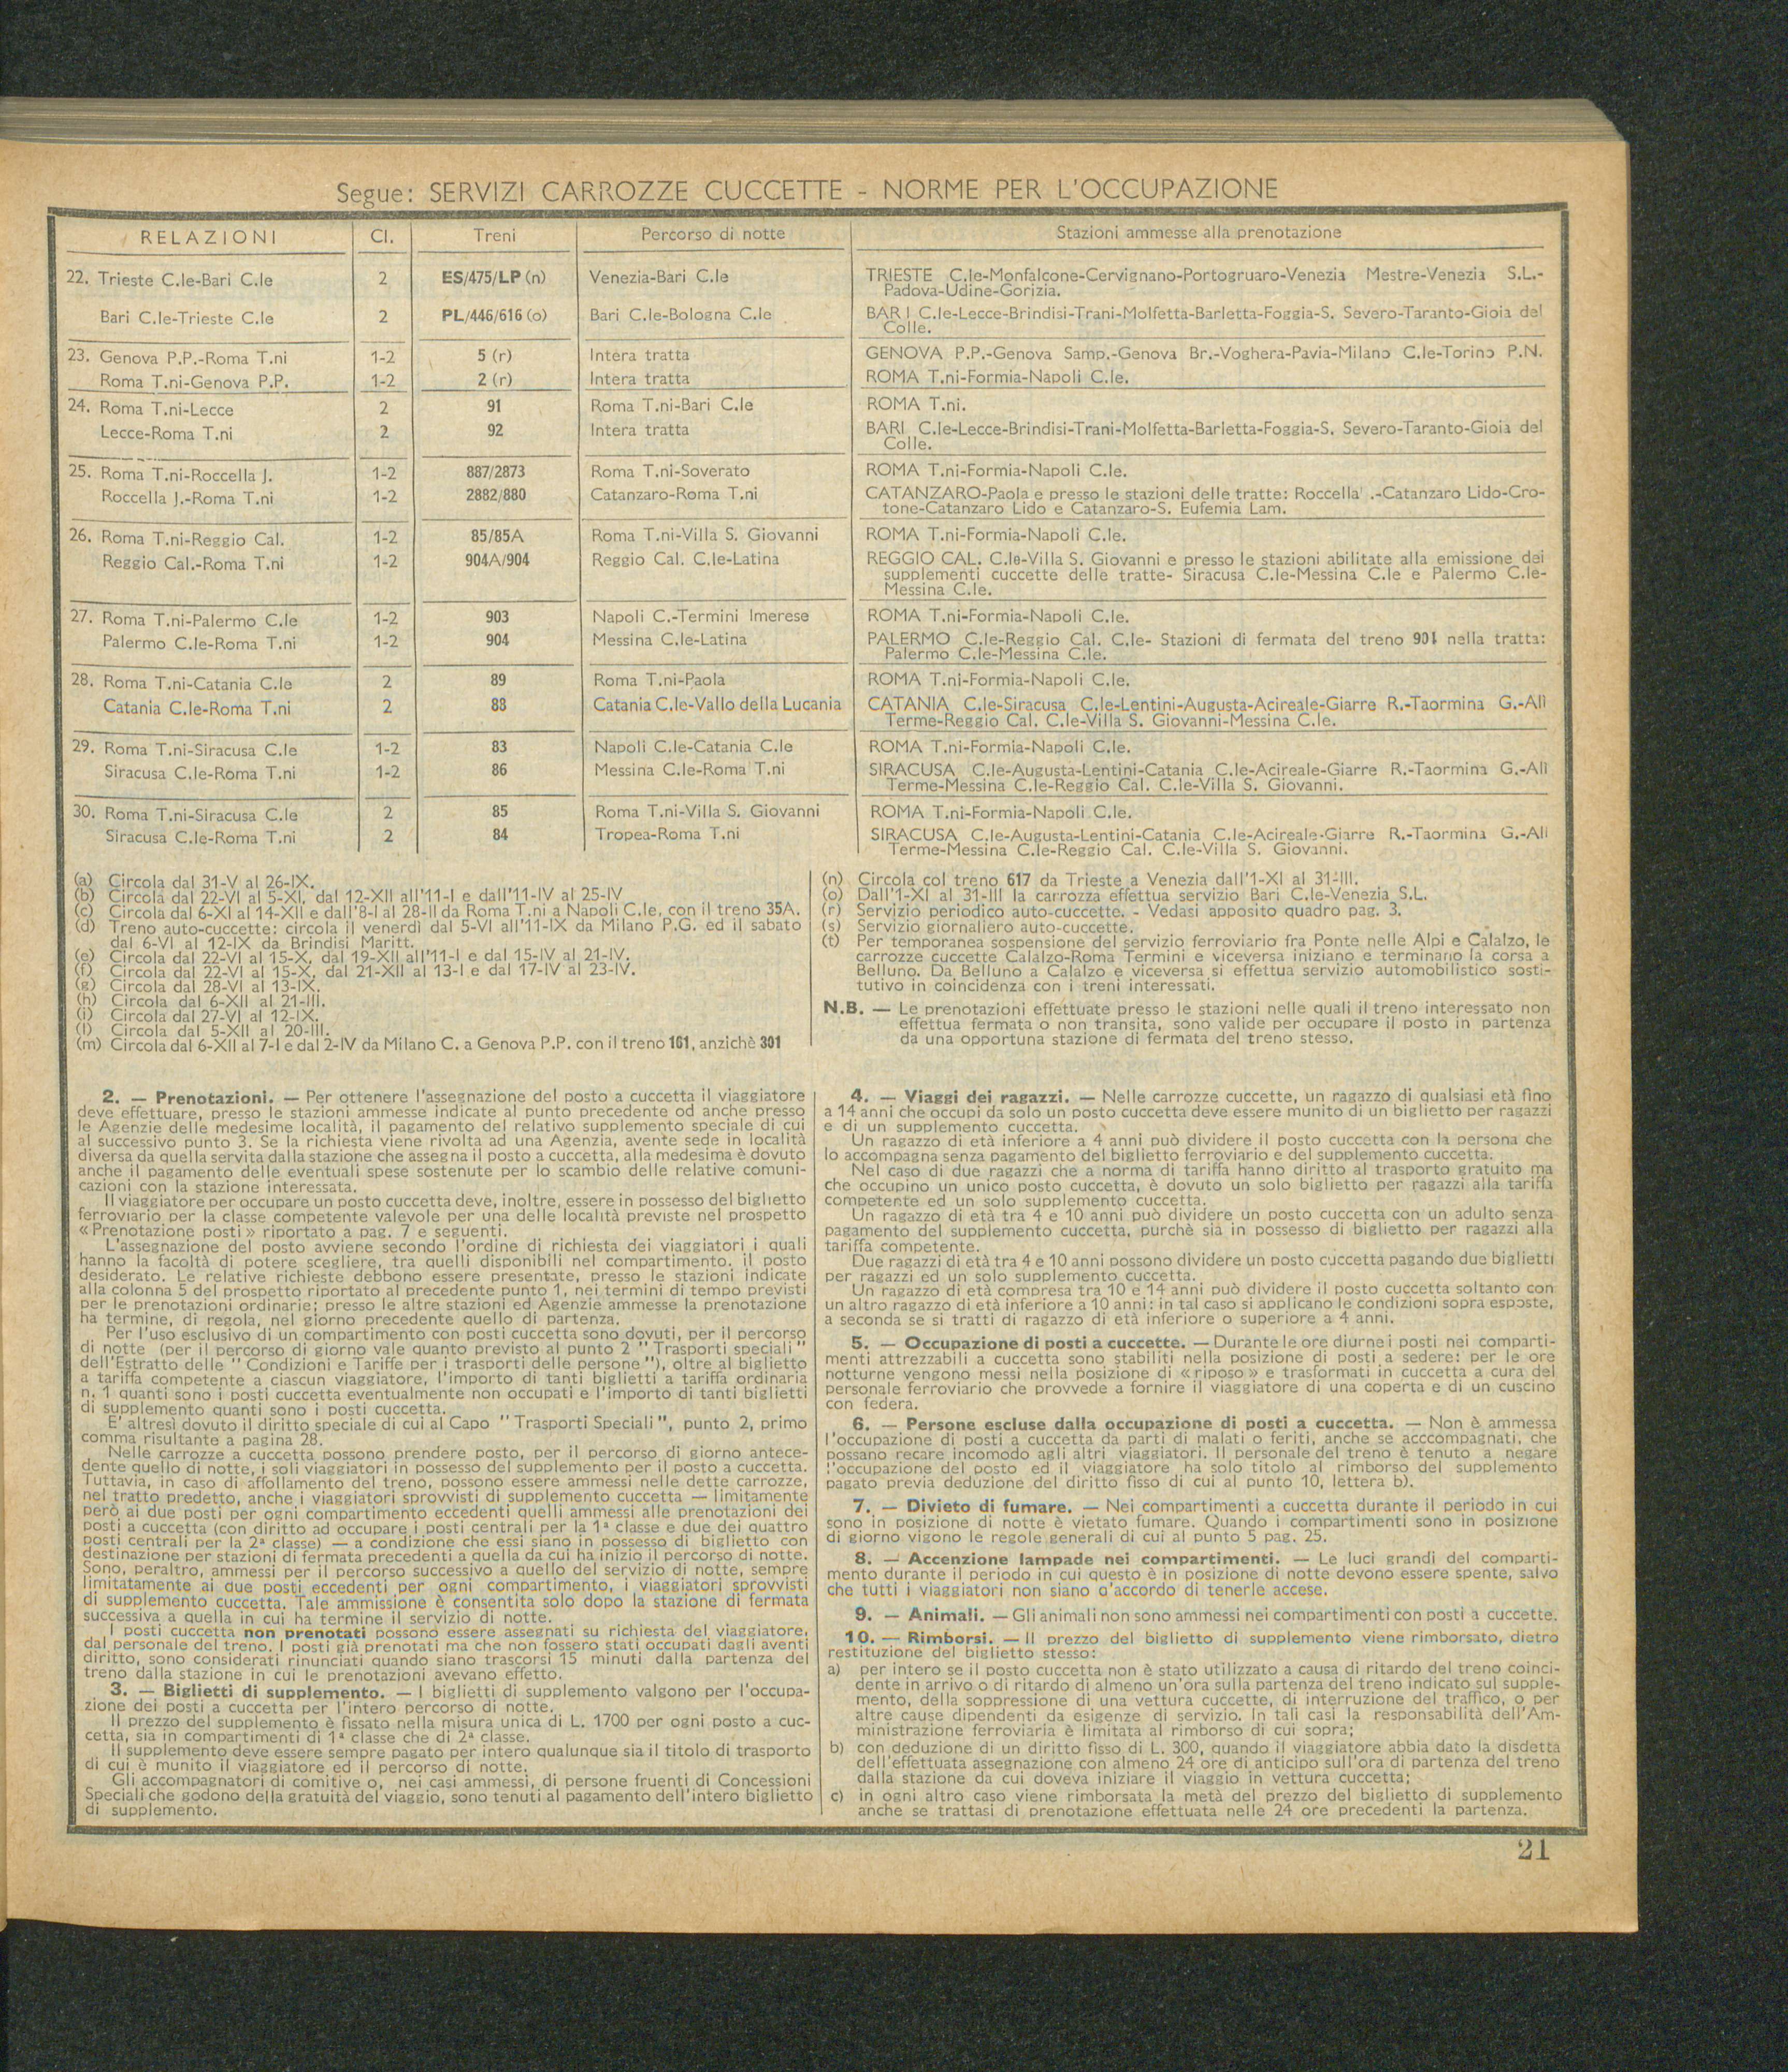 Segue: SERVIZI CARROZZE CUCCETTE - NORME PER L'OCCUPAZIONE
RELAZIONI Cl. Treni Percorso di notte Stazioni ammesse alla prenotazione
22. Trieste C.le-Bari C.le 2 ES/475/LP (n) Venezia-Bari C.le TRIESTE C.le-Monfalcone-Cervignano-Portogruaro-Venezia Mestre-Venezia S.L.-
Padova-Udine-Gorizia.
Bari C.le-Trieste C.le 2 PL/446/616 (o) Bari C.le-Bologna C.le BARI C.le-Lecce-Brindisi-Trani-Molfetta-Barletta-Foggia-S. Severo-Taranto-Gioia del
Colle.
23. Genova P.P.-Roma T.ni 1-2 5 (r) Intera tratta GENOVA P.P.-Genova Samp.-Genova Br.-Voghera-Pavia-Milano C.le-Torino P.N.
Roma T.ni-Genova P.P. 1-2 2 (r) Intera tratta ROMA T.ni-Formia-Napoli C.le.
24. Roma T.ni-Lecce 2 91 Roma T.ni-Bari C.le ROMA T.ni.
Lecce-Roma T.ni 2 92 Intera tratta BARI C.le-Lecce-Brindisi-Trani-Molfetta-Barletta-Foggia-S. Severo-Taranto-Gioia del
Colle.
25. Roma T.ni-Roccella J. 1-2 887/2873 Roma T.ni-Soverato ROMA T.ni-Formia-Napoli C.le.
Roccella J.-Roma T.ni 1-2 2882/880 Catanzaro-Roma T.ni CATANZARO-Paola e presso le stazioni delle tratte: Roccella .-Catanzaro Lido-Cro-
tone-Catanzaro Lido e Catanzaro-S. Eufemia Lam.
26. Roma T.ni-Reggio Cal. 1-2 85/85A Roma T.ni-Villa S. Giovanni ROMA T.ni-Formia-Napoli C.le.
Reggio Cal.-Roma T.ni 1-2 904A/904 Reggio Cal. C.le-Latina REGGIO CAL. C.le-Villa S. Giovanni e presso le stazioni abilitate alla emissione dei
supplementi cuccette delle tratte- Siracusa C.le-Messina C.le e Palermo C.le-
Messina C.le.
27. Roma T.ni-Palermo C.le 1-2 903 Napoli C.-Termini Imerese ROMA T.ni-Formia-Napoli C.le.
Palermo C.le-Roma T.ni 1-2 904 Messina C.le-Latina PALERMO C.le-Reggio Cal. C.le- Stazioni di fermata del treno 904 nella tratta:
Palermo C.le-Messina C.le.
28. Roma T.ni-Catania C.le 2 89 Roma T.ni-Paola ROMA T.ni-Formia-Napoli C.le.
Catania C.le-Roma T.ni 2 88 Catania C.le-Vallo della Lucania CATANIA C.le-Siracusa C.le-Lentini-Augusta-Acireale-Giarre R.-Taormina G.-Alì
Terme-Reggio Cal. C.le-Villa S. Giovanni-Messina C.le.
29. Roma T.ni-Siracusa C.le 1-2 83 Napoli C.le-Catania C.le ROMA T.ni-Formia-Napoli C.le.
Siracusa C.le-Roma T.ni 1-2 86 Messina C.le-Roma T.ni SIRACUSA C.le-Augusta-Lentini-Catania C.le-Acireale-Giarre R.-Taormina G.-Alì
Terme-Messina C.le-Reggio Cal. C.le-Villa S. Giovanni.
30. Roma T.ni-Siracusa C.le 2 85 Roma T.ni-Villa S. Giovanni ROMA T.ni-Formia-Napoli C.le.
Siracusa C.le-Roma T.ni 2 84 Tropea-Roma T.ni SIRACUSA C.le-Augusta-Lentini-Catania C.le-Acireale-Giarre R.-Taormina G.-Alì
Terme-Messina C.le-Reggio Cal. C.le-Villa S. Giovanni.
(a) Circola dal 31-V al 26-IX.
(b) Circola dal 22-VI al 5-XI, dal 12-XII all'11-I e dall'11-IV al 25-IV
(c) Circola dal 6-XI al 14-XII e dall'8-I al 28-II da Roma T.ni a Napoli C.le, con il treno 35A.
(d) Treno auto-cuccette: circola il venerdì dal 5-VI all'11-IX da Milano P.G. ed il sabato
dal 6-VI al 12-IX da Brindisi Maritt.
(e) Circola dal 22-VI al 15-X, dal 19-XII all'11-I e dal 15-IV al 21-IV.
(f) Circola dal 22-VI al 15-X, dal 21-XII al 13-I e dal 17-IV al 23-IV.
(g) Circola dal 28-VI al 13-IX.
(h) Circola dal 6-XII al 21-III.
(i) Circola dal 27-VI al 12-IX.
(l) Circola dal 5-XII al 20-III.
(m) Circola dal 6-XII al 7-I e dal 2-IV da Milano C. a Genova P.P. con il treno 161, anzichè 301
(n) Circola col treno 617 da Trieste a Venezia dall'1-XI al 31-III.
(o) Dall'1-XI al 31-III la carrozza effettua servizio Bari C.le-Venezia S.L.
(r) Servizio periodico auto-cuccette. - Vedasi apposito quadro pag. 3.
(s) Servizio giornaliero auto-cuccette.
(t) Per temporanea sospensione del servizio ferroviario fra Ponte nelle Alpi e Calalzo, le
carrozze cuccette Calalzo-Roma Termini e viceversa iniziano e terminano la corsa a
Belluno. Da Belluno a Calalzo e viceversa si effettua servizio automobilistico sosti-
tutivo in coincidenza con i treni interessati.
N.B. — Le prenotazioni effettuate presso le stazioni nelle quali il treno interessato non
effettua fermata o non transita, sono valide per occupare il posto in partenza
da una opportuna stazione di fermata del treno stesso.
2. — Prenotazioni. — Per ottenere l'assegnazione del posto a cuccetta il viaggiatore
deve effettuare, presso le stazioni ammesse indicate al punto precedente od anche presso
le Agenzie delle medesime località, il pagamento del relativo supplemento speciale di cui
al successivo punto 3. Se la richiesta viene rivolta ad una Agenzia, avente sede in località
diversa da quella servita dalla stazione che assegna il posto a cuccetta, alla medesima è dovuto
anche il pagamento delle eventuali spese sostenute per lo scambio delle relative comuni-
cazioni con la stazione interessata.
Il viaggiatore per occupare un posto cuccetta deve, inoltre, essere in possesso del biglietto
ferroviario per la classe competente valevole per una delle località previste nel prospetto
« Prenotazione posti » riportato a pag. 7 e seguenti.
L'assegnazione del posto avviene secondo l'ordine di richiesta dei viaggiatori i quali
hanno la facoltà di potere scegliere, tra quelli disponibili nel compartimento, il posto
desiderato. Le relative richieste debbono essere presentate, presso le stazioni indicate
alla colonna 5 del prospetto riportato al precedente punto 1, nei termini di tempo previsti
per le prenotazioni ordinarie; presso le altre stazioni ed Agenzie ammesse la prenotazione
ha termine, di regola, nel giorno precedente quello di partenza.
Per l'uso esclusivo di un compartimento con posti cuccetta sono dovuti, per il percorso
di notte (per il percorso di giorno vale quanto previsto al punto 2 " Trasporti speciali "
dell'Estratto delle " Condizioni e Tariffe per i trasporti delle persone "), oltre al biglietto
a tariffa competente a ciascun viaggiatore, l'importo di tanti biglietti a tariffa ordinaria
n. 1 quanti sono i posti cuccetta eventualmente non occupati e l'importo di tanti biglietti
di supplemento quanti sono i posti cuccetta.
E' altresì dovuto il diritto speciale di cui al Capo " Trasporti Speciali ", punto 2, primo
comma risultante a pagina 28.
Nelle carrozze a cuccetta possono prendere posto, per il percorso di giorno antece-
dente quello di notte, i soli viaggiatori in possesso del supplemento per il posto a cuccetta.
Tuttavia, in caso di affollamento del treno, possono essere ammessi nelle dette carrozze,
nel tratto predetto, anche i viaggiatori sprovvisti di supplemento cuccetta — limitamente
però ai due posti per ogni compartimento eccedenti quelli ammessi alle prenotazioni dei
posti a cuccetta (con diritto ad occupare i posti centrali per la 1ª classe e due dei quattro
posti centrali per la 2ª classe) — a condizione che essi siano in possesso di biglietto con
destinazione per stazioni di fermata precedenti a quella da cui ha inizio il percorso di notte.
Sono, peraltro, ammessi per il percorso successivo a quello del servizio di notte, sempre
limitatamente ai due posti eccedenti per ogni compartimento, i viaggiatori sprovvisti
di supplemento cuccetta. Tale ammissione è consentita solo dopo la stazione di fermata
successiva a quella in cui ha termine il servizio di notte.
I posti cuccetta non prenotati possono essere assegnati su richiesta del viaggiatore,
dal personale del treno. I posti già prenotati ma che non fossero stati occupati dagli aventi
diritto, sono considerati rinunciati quando siano trascorsi 15 minuti dalla partenza del
treno dalla stazione in cui le prenotazioni avevano effetto.
3. — Biglietti di supplemento. — I biglietti di supplemento valgono per l'occupa-
zione dei posti a cuccetta per l'intero percorso di notte.
Il prezzo del supplemento è fissato nella misura unica di L. 1700 per ogni posto a cuc-
cetta, sia in compartimenti di 1ª classe che di 2ª classe.
Il supplemento deve essere sempre pagato per intero qualunque sia il titolo di trasporto
di cui è munito il viaggiatore ed il percorso di notte.
Gli accompagnatori di comitive o, nei casi ammessi, di persone fruenti di Concessioni
Speciali che godono della gratuità del viaggio, sono tenuti al pagamento dell'intero biglietto
di supplemento.
4. — Viaggi dei ragazzi. — Nelle carrozze cuccette, un ragazzo di qualsiasi età fino
a 14 anni che occupi da solo un posto cuccetta deve essere munito di un biglietto per ragazzi
e di un supplemento cuccetta.
Un ragazzo di età inferiore a 4 anni può dividere il posto cuccetta con la persona che
lo accompagna senza pagamento del biglietto ferroviario e del supplemento cuccetta.
Nel caso di due ragazzi che a norma di tariffa hanno diritto al trasporto gratuito ma
che occupino un unico posto cuccetta, è dovuto un solo biglietto per ragazzi alla tariffa
competente ed un solo supplemento cuccetta.
Un ragazzo di età tra 4 e 10 anni può dividere un posto cuccetta con un adulto senza
pagamento del supplemento cuccetta, purchè sia in possesso di biglietto per ragazzi alla
tariffa competente.
Due ragazzi di età tra 4 e 10 anni possono dividere un posto cuccetta pagando due biglietti
per ragazzi ed un solo supplemento cuccetta.
Un ragazzo di età compresa tra 10 e 14 anni può dividere il posto cuccetta soltanto con
un altro ragazzo di età inferiore a 10 anni; in tal caso si applicano le condizioni sopra esposte,
a seconda se si tratti di ragazzo di età inferiore o superiore a 4 anni.
5. — Occupazione di posti a cuccette. — Durante le ore diurne i posti nei comparti-
menti attrezzabili a cuccetta sono stabiliti nella posizione di posti a sedere: per le ore
notturne vengono messi nella posizione di « riposo » e trasformati in cuccetta a cura del
personale ferroviario che provvede a fornire il viaggiatore di una coperta e di un cuscino
con federa.
6. — Persone escluse dalla occupazione di posti a cuccetta. — Non è ammessa
l'occupazione di posti a cuccetta da parti di malati o feriti, anche se acccompagnati, che
possano recare incomodo agli altri viaggiatori. Il personale del treno è tenuto a negare
l'occupazione del posto ed il viaggiatore ha solo titolo al rimborso del supplemento
pagato previa deduzione del diritto fisso di cui al punto 10, lettera b).
7. — Divieto di fumare. — Nei compartimenti a cuccetta durante il periodo in cui
sono in posizione di notte è vietato fumare. Quando i compartimenti sono in posizione
di giorno vigono le regole generali di cui al punto 5 pag. 25.
8. — Accenzione lampade nei compartimenti. — Le luci grandi del comparti-
mento durante il periodo in cui questo è in posizione di notte devono essere spente, salvo
che tutti i viaggiatori non siano d'accordo di tenerle accese.
9. — Animali. — Gli animali non sono ammessi nei compartimenti con posti a cuccette.
10. — Rimborsi. — Il prezzo del biglietto di supplemento viene rimborsato, dietro
restituzione del biglietto stesso:
a) per intero se il posto cuccetta non è stato utilizzato a causa di ritardo del treno coinci-
dente in arrivo o di ritardo di almeno un'ora sulla partenza del treno indicato sul supple-
mento, della soppressione di una vettura cuccette, di interruzione del traffico, o per
altre cause dipendenti da esigenze di servizio. In tali casi la responsabilità dell'Am-
ministrazione ferroviaria è limitata al rimborso di cui sopra;
b) con deduzione di un diritto fisso di L. 300, quando il viaggiatore abbia dato la disdetta
dell'effettuata assegnazione con almeno 24 ore di anticipo sull'ora di partenza del treno
dalla stazione da cui doveva iniziare il viaggio in vettura cuccetta;
c) in ogni altro caso viene rimborsata la metà del prezzo del biglietto di supplemento
anche se trattasi di prenotazione effettuata nelle 24 ore precedenti la partenza.
21